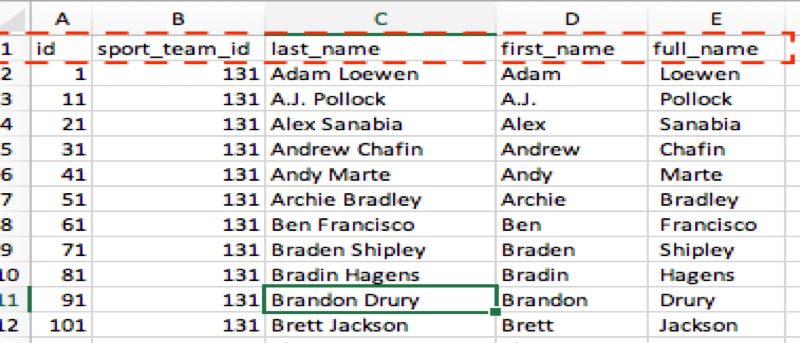 A B C D E
1 id sport_team_id last_name first_name full_name
2 1 131 Adam Loewen Adam Loewen
3 11 131 A.J. Pollock A.J. Pollock
4 21 131 Alex Sanabia Alex Sanabia
5 31 131 Andrew Chafin Andrew Chafin
6 41 131 Andy Marte Andy Marte
7 51 131 Archie Bradley Archie Bradley
8 61 131 Ben Francisco Ben Francisco
9 71 131 Braden Shipley Braden Shipley
10 81 131 Bradin Hagens Bradin Hagens
11 91 131 Brandon Drury Brandon Drury
12 101 131 Brett Jackson Brett Jackson